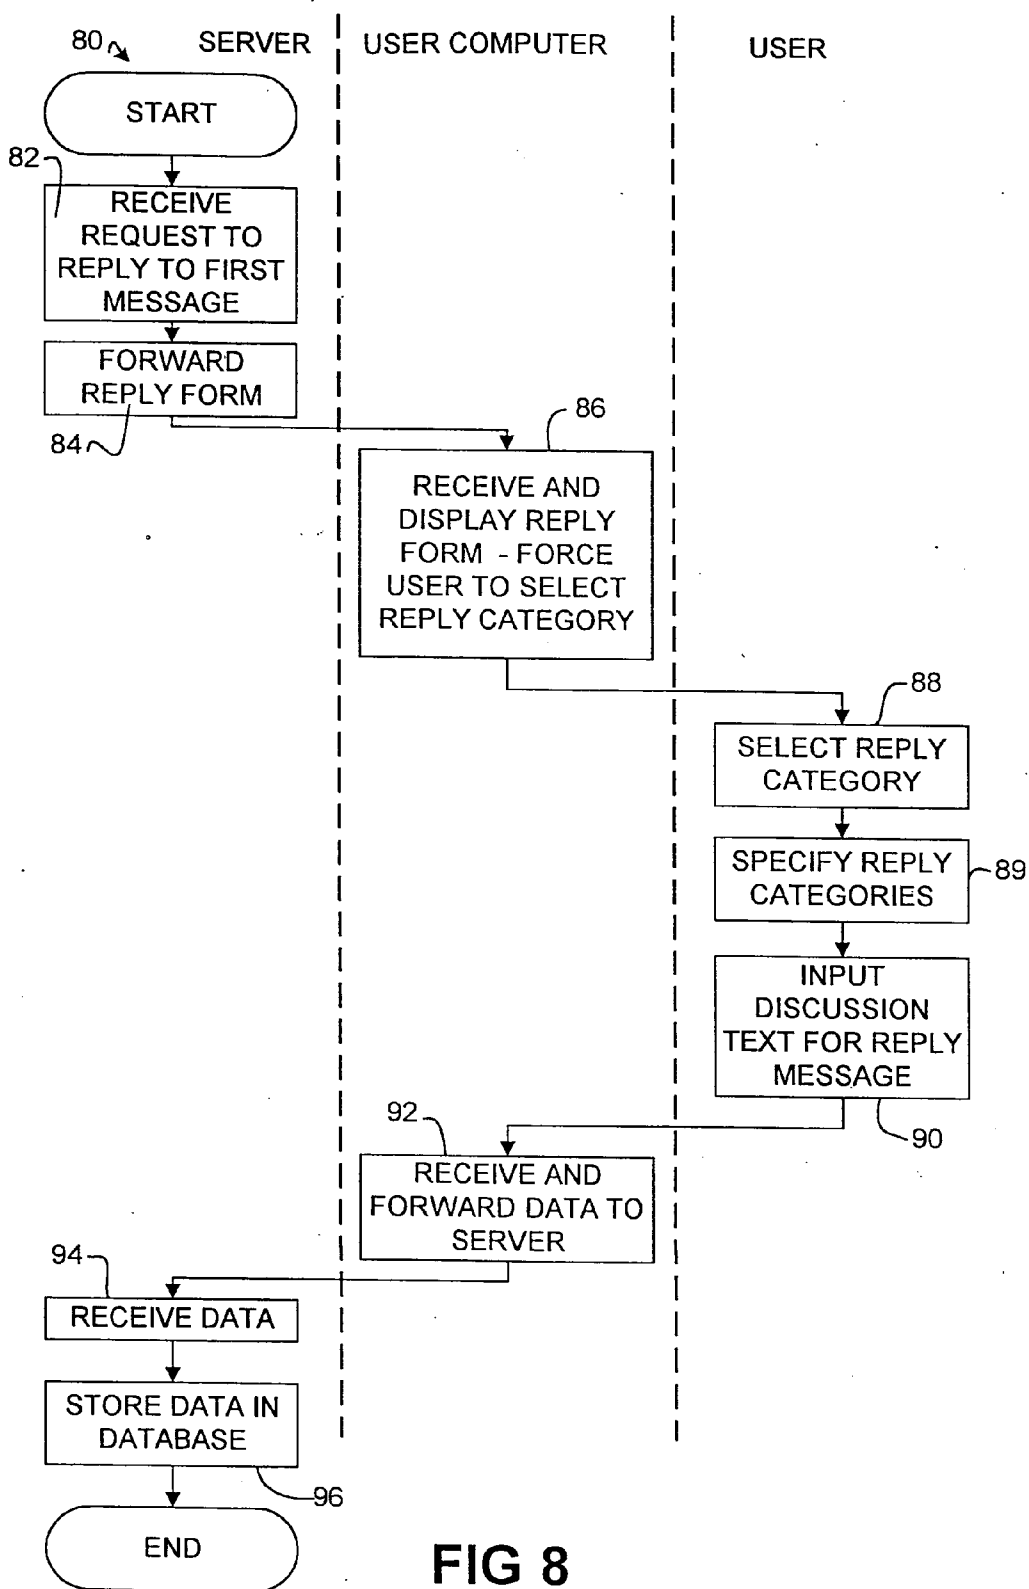 80
SERVER
USER COMPUTER
USER
START
82
RECEIVE
REQUEST TO
REPLY TO FIRST
MESSAGE
FORWARD
REPLY FORM
84
86
RECEIVE AND
DISPLAY REPLY
FORM - FORCE
USER TO SELECT
REPLY CATEGORY
88
SELECT REPLY
CATEGORY
SPECIFY REPLY
CATEGORIES
89
INPUT
DISCUSSION
TEXT FOR REPLY
MESSAGE
90
92
RECEIVE AND
FORWARD DATA TO
SERVER
94
RECEIVE DATA
STORE DATA IN
DATABASE
96
END
FIG 8